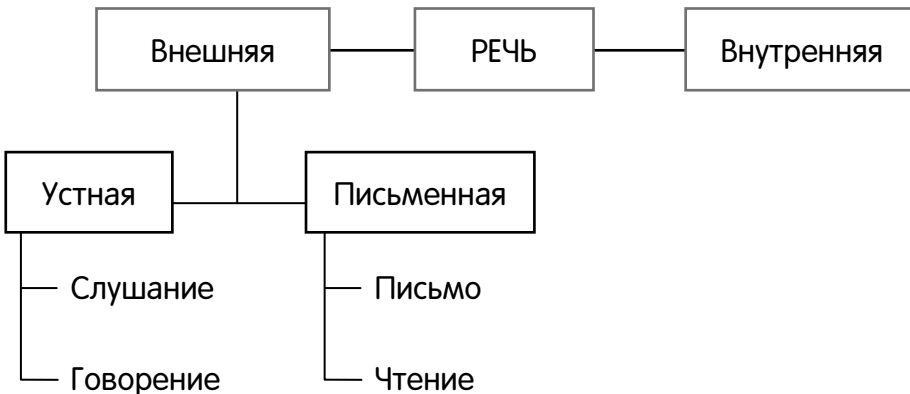 Внешняя РЕЧЬ Внутренняя
Устная Письменная
Слушание Письмо
Говорение Чтение